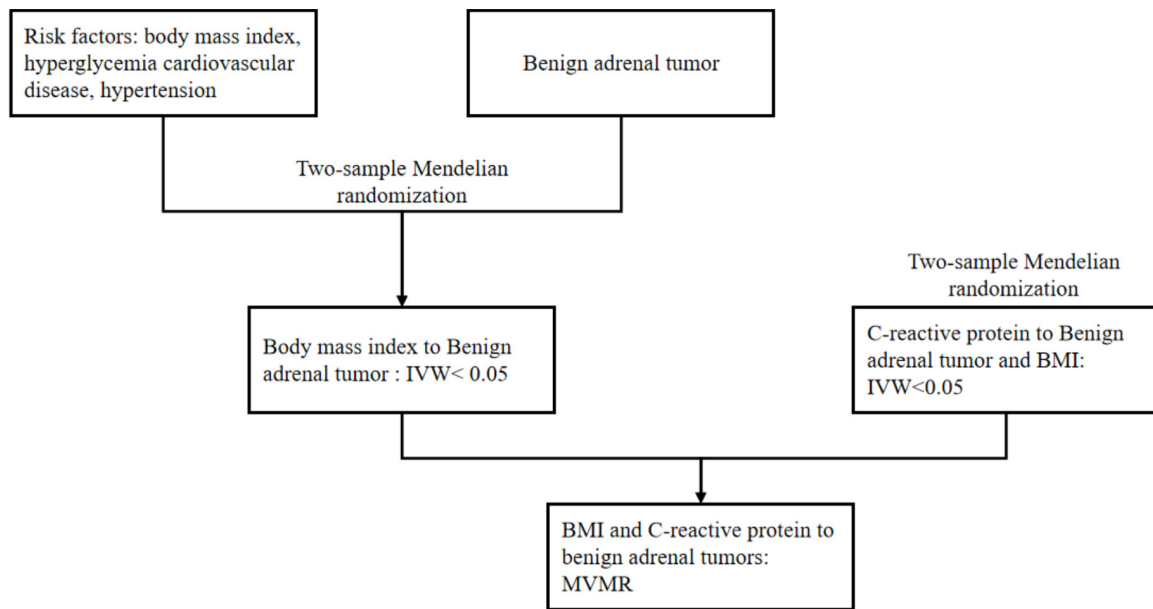 Risk factors: body mass index,
hyperglycemia cardiovascular
disease, hypertension
Benign adrenal tumor
Two-sample Mendelian
randomization
Body mass index to Benign
adrenal tumor : IVW< 0.05
Two-sample Mendelian
randomization
C-reactive protein to Benign
adrenal tumor and BMI:
IVW<0.05
BMI and C-reactive protein to
benign adrenal tumors:
MVMR